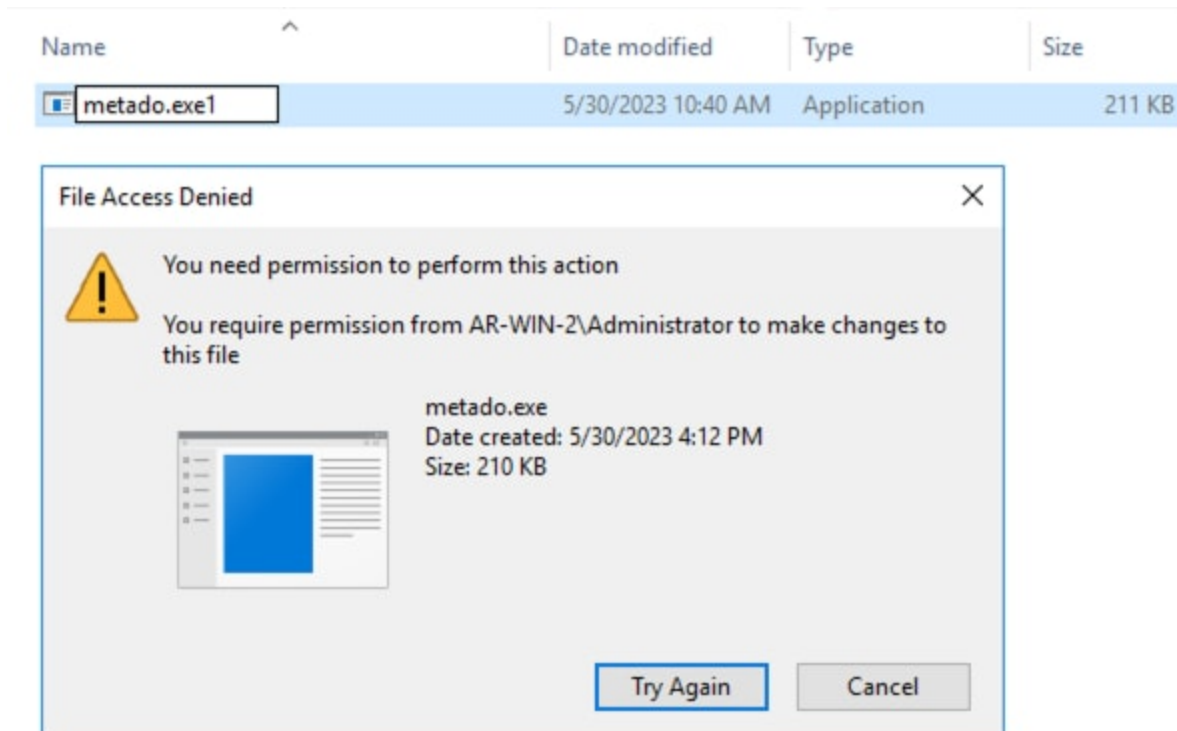 Name
Date modified
Type
Size
metado.exe1
5/30/2023 10:40 AM
Application
211 KB
File Access Denied
You need permission to perform this action
You require permission from AR-WIN-2\Administrator to make changes to
this file
metado.exe
Date created: 5/30/2023 4:12 PM
Size: 210 KB
Try Again
Cancel